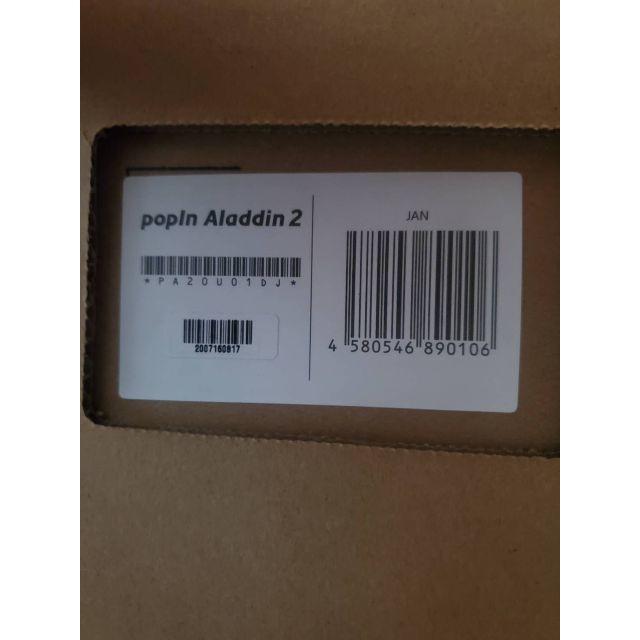 popIn Aladdin 2
*PA20U01DJ*
2007160817
JAN
4 580546 890106